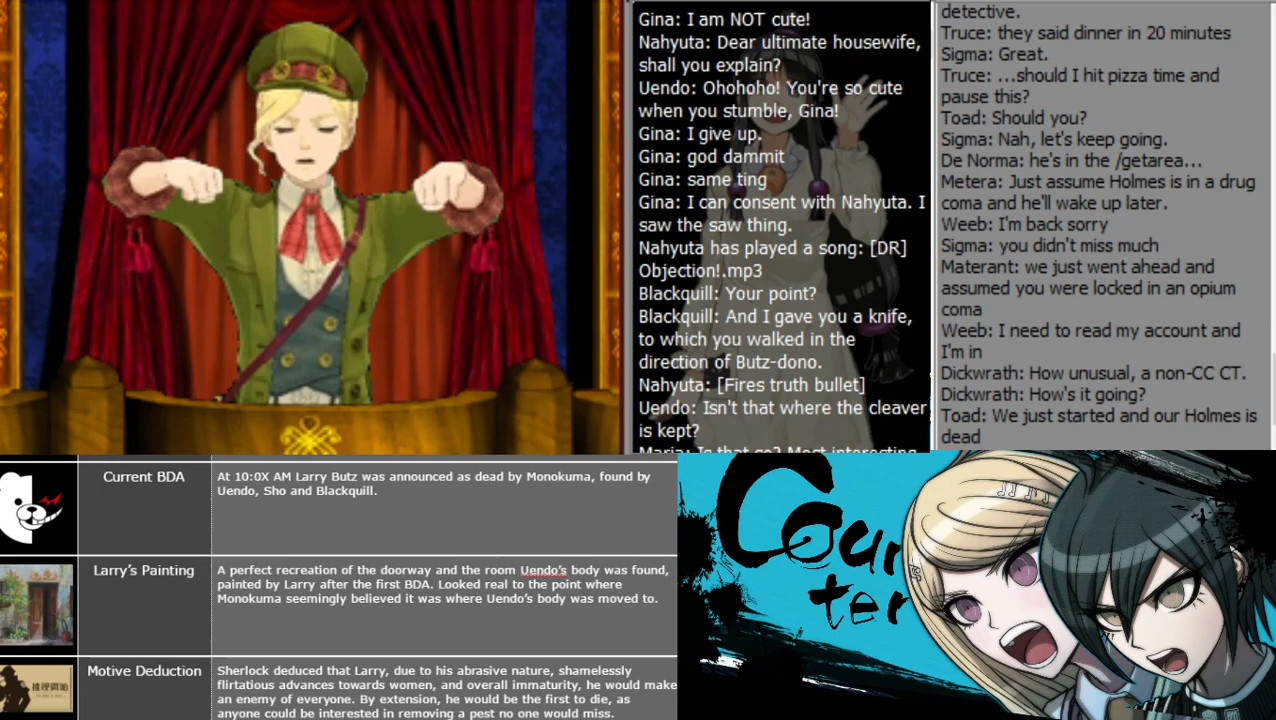 Gina: I am NOT cute!
Nahyuta: Dear ultimate housewife,
shall you explain?
Uendo: Ohohoho! You're so cute
when you stumble, Gina!
Gina: I give up.
Gina: god dammit
Gina: same ting
Gina: I can consent with Nahyuta. I
saw the saw thing.
Nahyuta has played a song: [DR]
Objection!.mp3
Blackquill: Your point?
Blackquill: And I gave you a knife,
to which you walked in the
direction of Butz-dono.
Nahyuta: [Fires truth bullet]
Uendo: Isn't that where the cleaver
is kept?
Maria: Is that so? Most interesting
detective.
Truce: they said dinner in 20 minutes
Sigma: Great.
Truce: ...should I hit pizza time and
pause this?
Toad: Should you?
Sigma: Nah, let's keep going.
De Norma: he's in the /getarea...
Metera: Just assume Holmes is in a drug
coma and he'll wake up later.
Weeb: I'm back sorry
Sigma: you didn't miss much
Materant: we just went ahead and
assumed you were locked in an opium
coma
Weeb: I need to read my account and
I'm in
Dickwrath: How unusual, a non-CC CT.
Dickwrath: How's it going?
Toad: We just started and our Holmes is
dead
Current BDA
At 10:0X AM Larry Butz was announced as dead by Monokuma, found by
Uendo, Sho and Blackquill.
Larry's Painting
A perfect recreation of the doorway and the room Uendo's body was found,
painted by Larry after the first BDA. Looked real to the point where
Monokuma seemingly believed it was where Uendo's body was moved to.
Motive Deduction
Sherlock deduced that Larry, due to his abrasive nature, shamelessly
flirtatious advances towards women, and overall immaturity, he would make
an enemy of everyone. By extension, he would be the first to die, as
anyone could be interested in removing a pest no one would miss.
Coun
ter